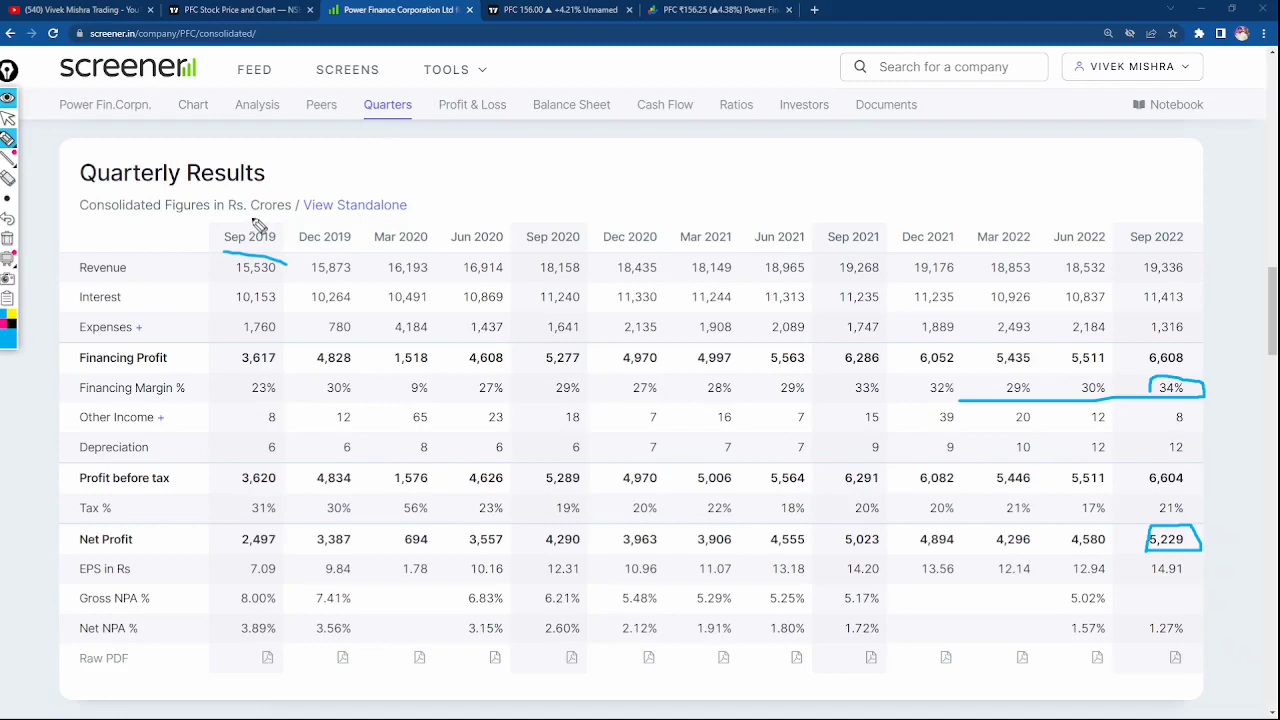 (540) Vivek Mishra Trading - You
PFC Stock Price and Chart — NS
Power Finance Corporation Ltd
PFC 156.00 ▲ +4.21% Unnamed
PFC ₹156.25 (▲4.38%) Power Fin
screener.in/company/PFC/consolidated/
screener
FEED SCREENS TOOLS
Search for a company
VIVEK MISHRA
Power Fin.Corpn. Chart Analysis Peers Quarters Profit & Loss Balance Sheet Cash Flow Ratios Investors Documents Notebook
Quarterly Results
Consolidated Figures in Rs. Crores / View Standalone
Sep 2019 Dec 2019 Mar 2020 Jun 2020 Sep 2020 Dec 2020 Mar 2021 Jun 2021 Sep 2021 Dec 2021 Mar 2022 Jun 2022 Sep 2022
Revenue 15,530 15,873 16,193 16,914 18,158 18,435 18,149 18,965 19,268 19,176 18,853 18,532 19,336
Interest 10,153 10,264 10,491 10,869 11,240 11,330 11,244 11,313 11,235 11,235 10,926 10,837 11,413
Expenses + 1,760 780 4,184 1,437 1,641 2,135 1,908 2,089 1,747 1,889 2,493 2,184 1,316
Financing Profit 3,617 4,828 1,518 4,608 5,277 4,970 4,997 5,563 6,286 6,052 5,435 5,511 6,608
Financing Margin % 23% 30% 9% 27% 29% 27% 28% 29% 33% 32% 29% 30% 34%
Other Income + 8 12 65 23 18 7 16 7 15 39 20 12 8
Depreciation 6 6 8 6 6 7 7 7 9 9 10 12 12
Profit before tax 3,620 4,834 1,576 4,626 5,289 4,970 5,006 5,564 6,291 6,082 5,446 5,511 6,604
Tax % 31% 30% 56% 23% 19% 20% 22% 18% 20% 20% 21% 17% 21%
Net Profit 2,497 3,387 694 3,557 4,290 3,963 3,906 4,555 5,023 4,894 4,296 4,580 5,229
EPS in Rs 7.09 9.84 1.78 10.16 12.31 10.96 11.07 13.18 14.20 13.56 12.14 12.94 14.91
Gross NPA % 8.00% 7.41% 6.83% 6.21% 5.48% 5.29% 5.25% 5.17% 5.02%
Net NPA % 3.89% 3.56% 3.15% 2.60% 2.12% 1.91% 1.80% 1.72% 1.57% 1.27%
Raw PDF